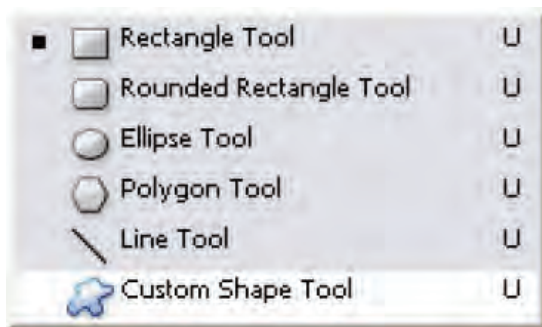 Rectangle Tool U
Rounded Rectangle Tool U
Ellipse Tool U
Polygon Tool U
Line Tool U
Custom Shape Tool U